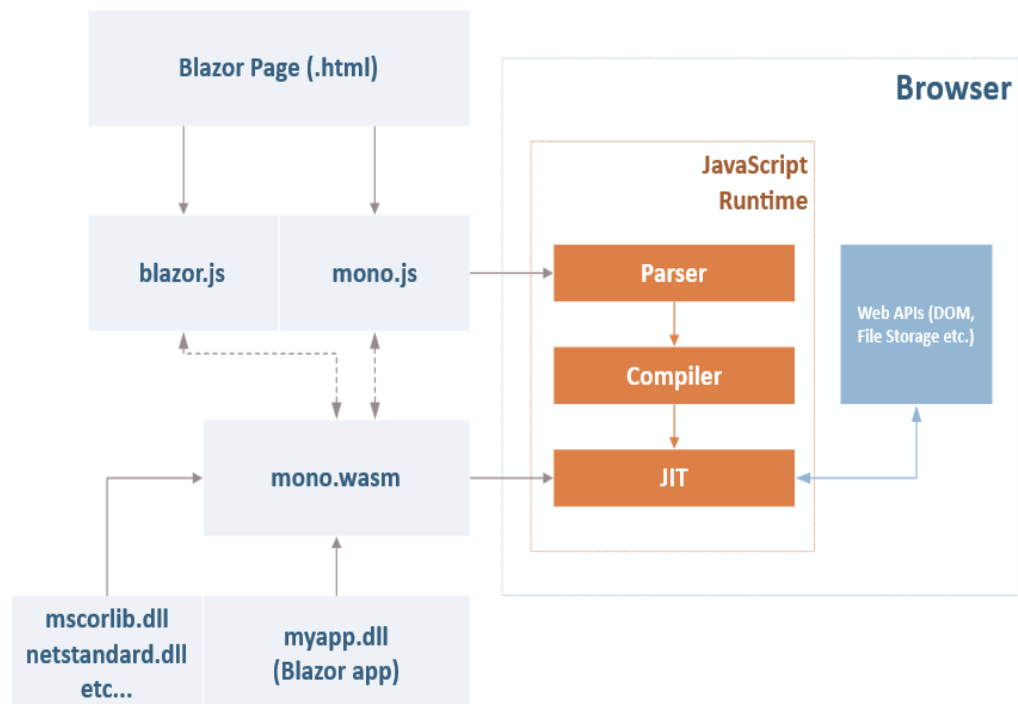 Blazor Page (.html)
Browser
JavaScript
Runtime
blazor.js
mono.js
Parser
Web APIs (DOM,
File Storage etc.)
Compiler
mono.wasm
JIT
mscorlib.dll
netstandard.dll
etc...
myapp.dll
(Blazor app)